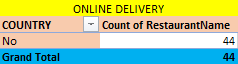 ONLINE DELIVERY
COUNTRY Count of RestaurantName
No 44
Grand Total 44